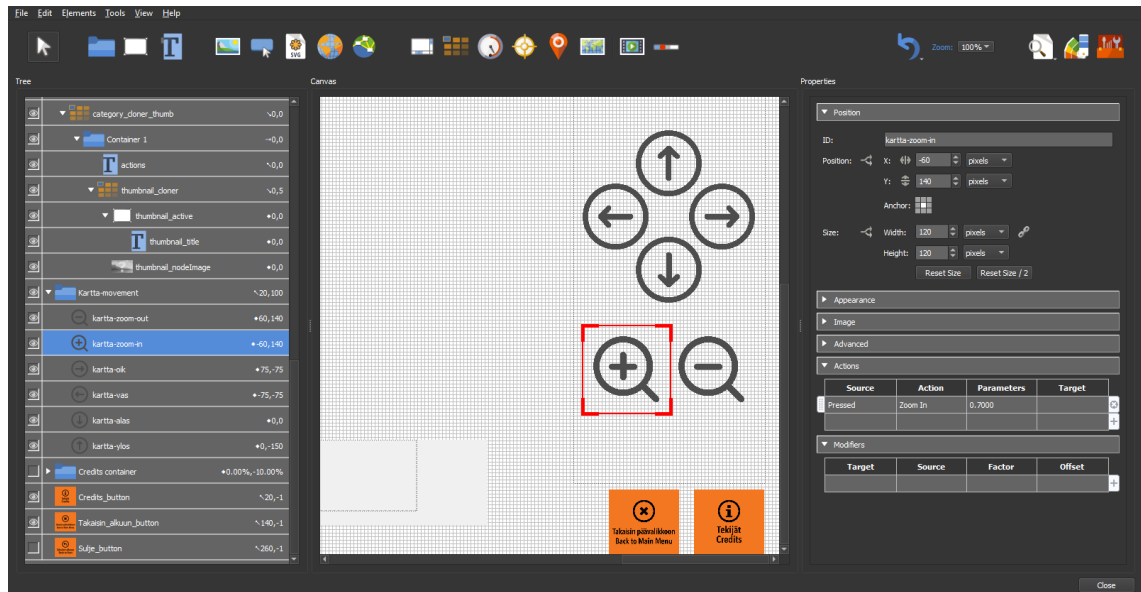 File Edit Elements Tools View Help
T SVG Zoom: 100%
Tree
Canvas
Properties
category_cloner_thumb 0,0
Container 1 0,0
T actions 0,0
thumbnail_cloner 0,5
thumbnail_active 0,0
T thumbnail_title 0,0
thumbnail_nodeImage 0,0
Kartta-movement 20,100
kartta-zoom-out 60,140
kartta-zoom-in -60,140
kartta-oik 75,-75
kartta-vas -75,-75
kartta-alas 0,0
kartta-ylos 0,-150
Credits container 0.00%,-10.00%
Credits_button 20,-1
Takaisin_alkuun_button 140,-1
Sulje_button 260,-1
Takaisin päävalikkoon
Back to Main Menu
Tekijät
Credits
Position
ID: kartta-zoom-in
Position: X: -60 pixels
Y: 140 pixels
Anchor:
Size: Width: 120 pixels
Height: 120 pixels
Reset Size Reset Size / 2
Appearance
Image
Advanced
Actions
Source Action Parameters Target
Pressed Zoom In 0.7000
Modifiers
Target Source Factor Offset
Close